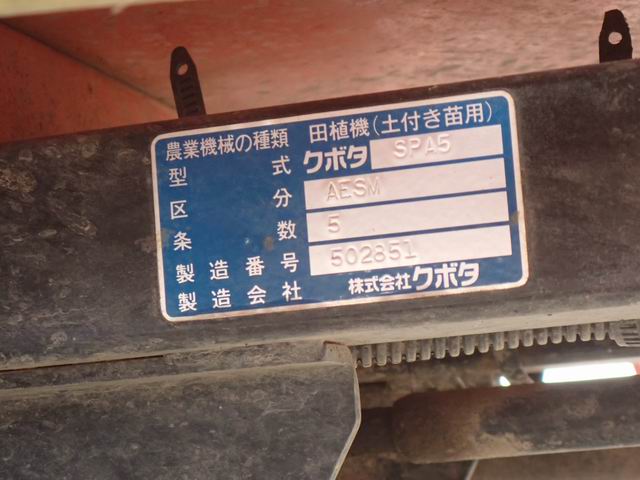 農業機械の種類 田植機(土付き苗用)
型式 クボタ SPA5
区分 AESM
条数 5
製造番号 502851
製造会社 株式会社クボタ